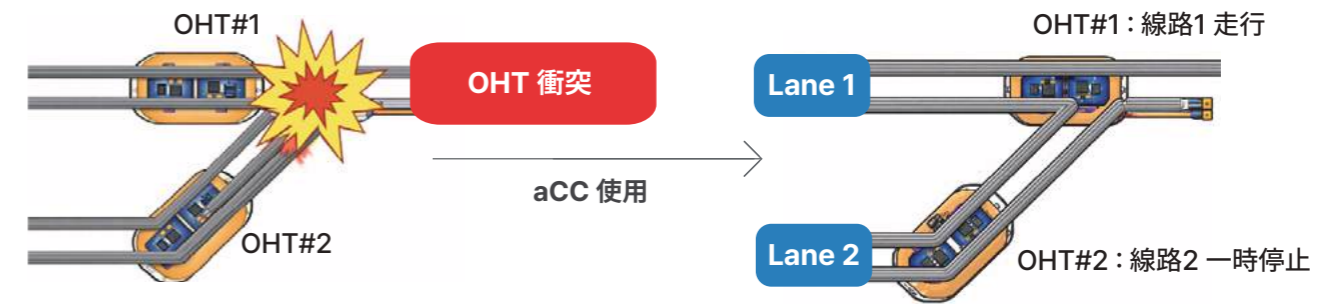 OHT#1
OHT 衝突
OHT#2
aCC 使用
OHT#1：線路1 走行
Lane 1
Lane 2
OHT#2：線路2 一時停止